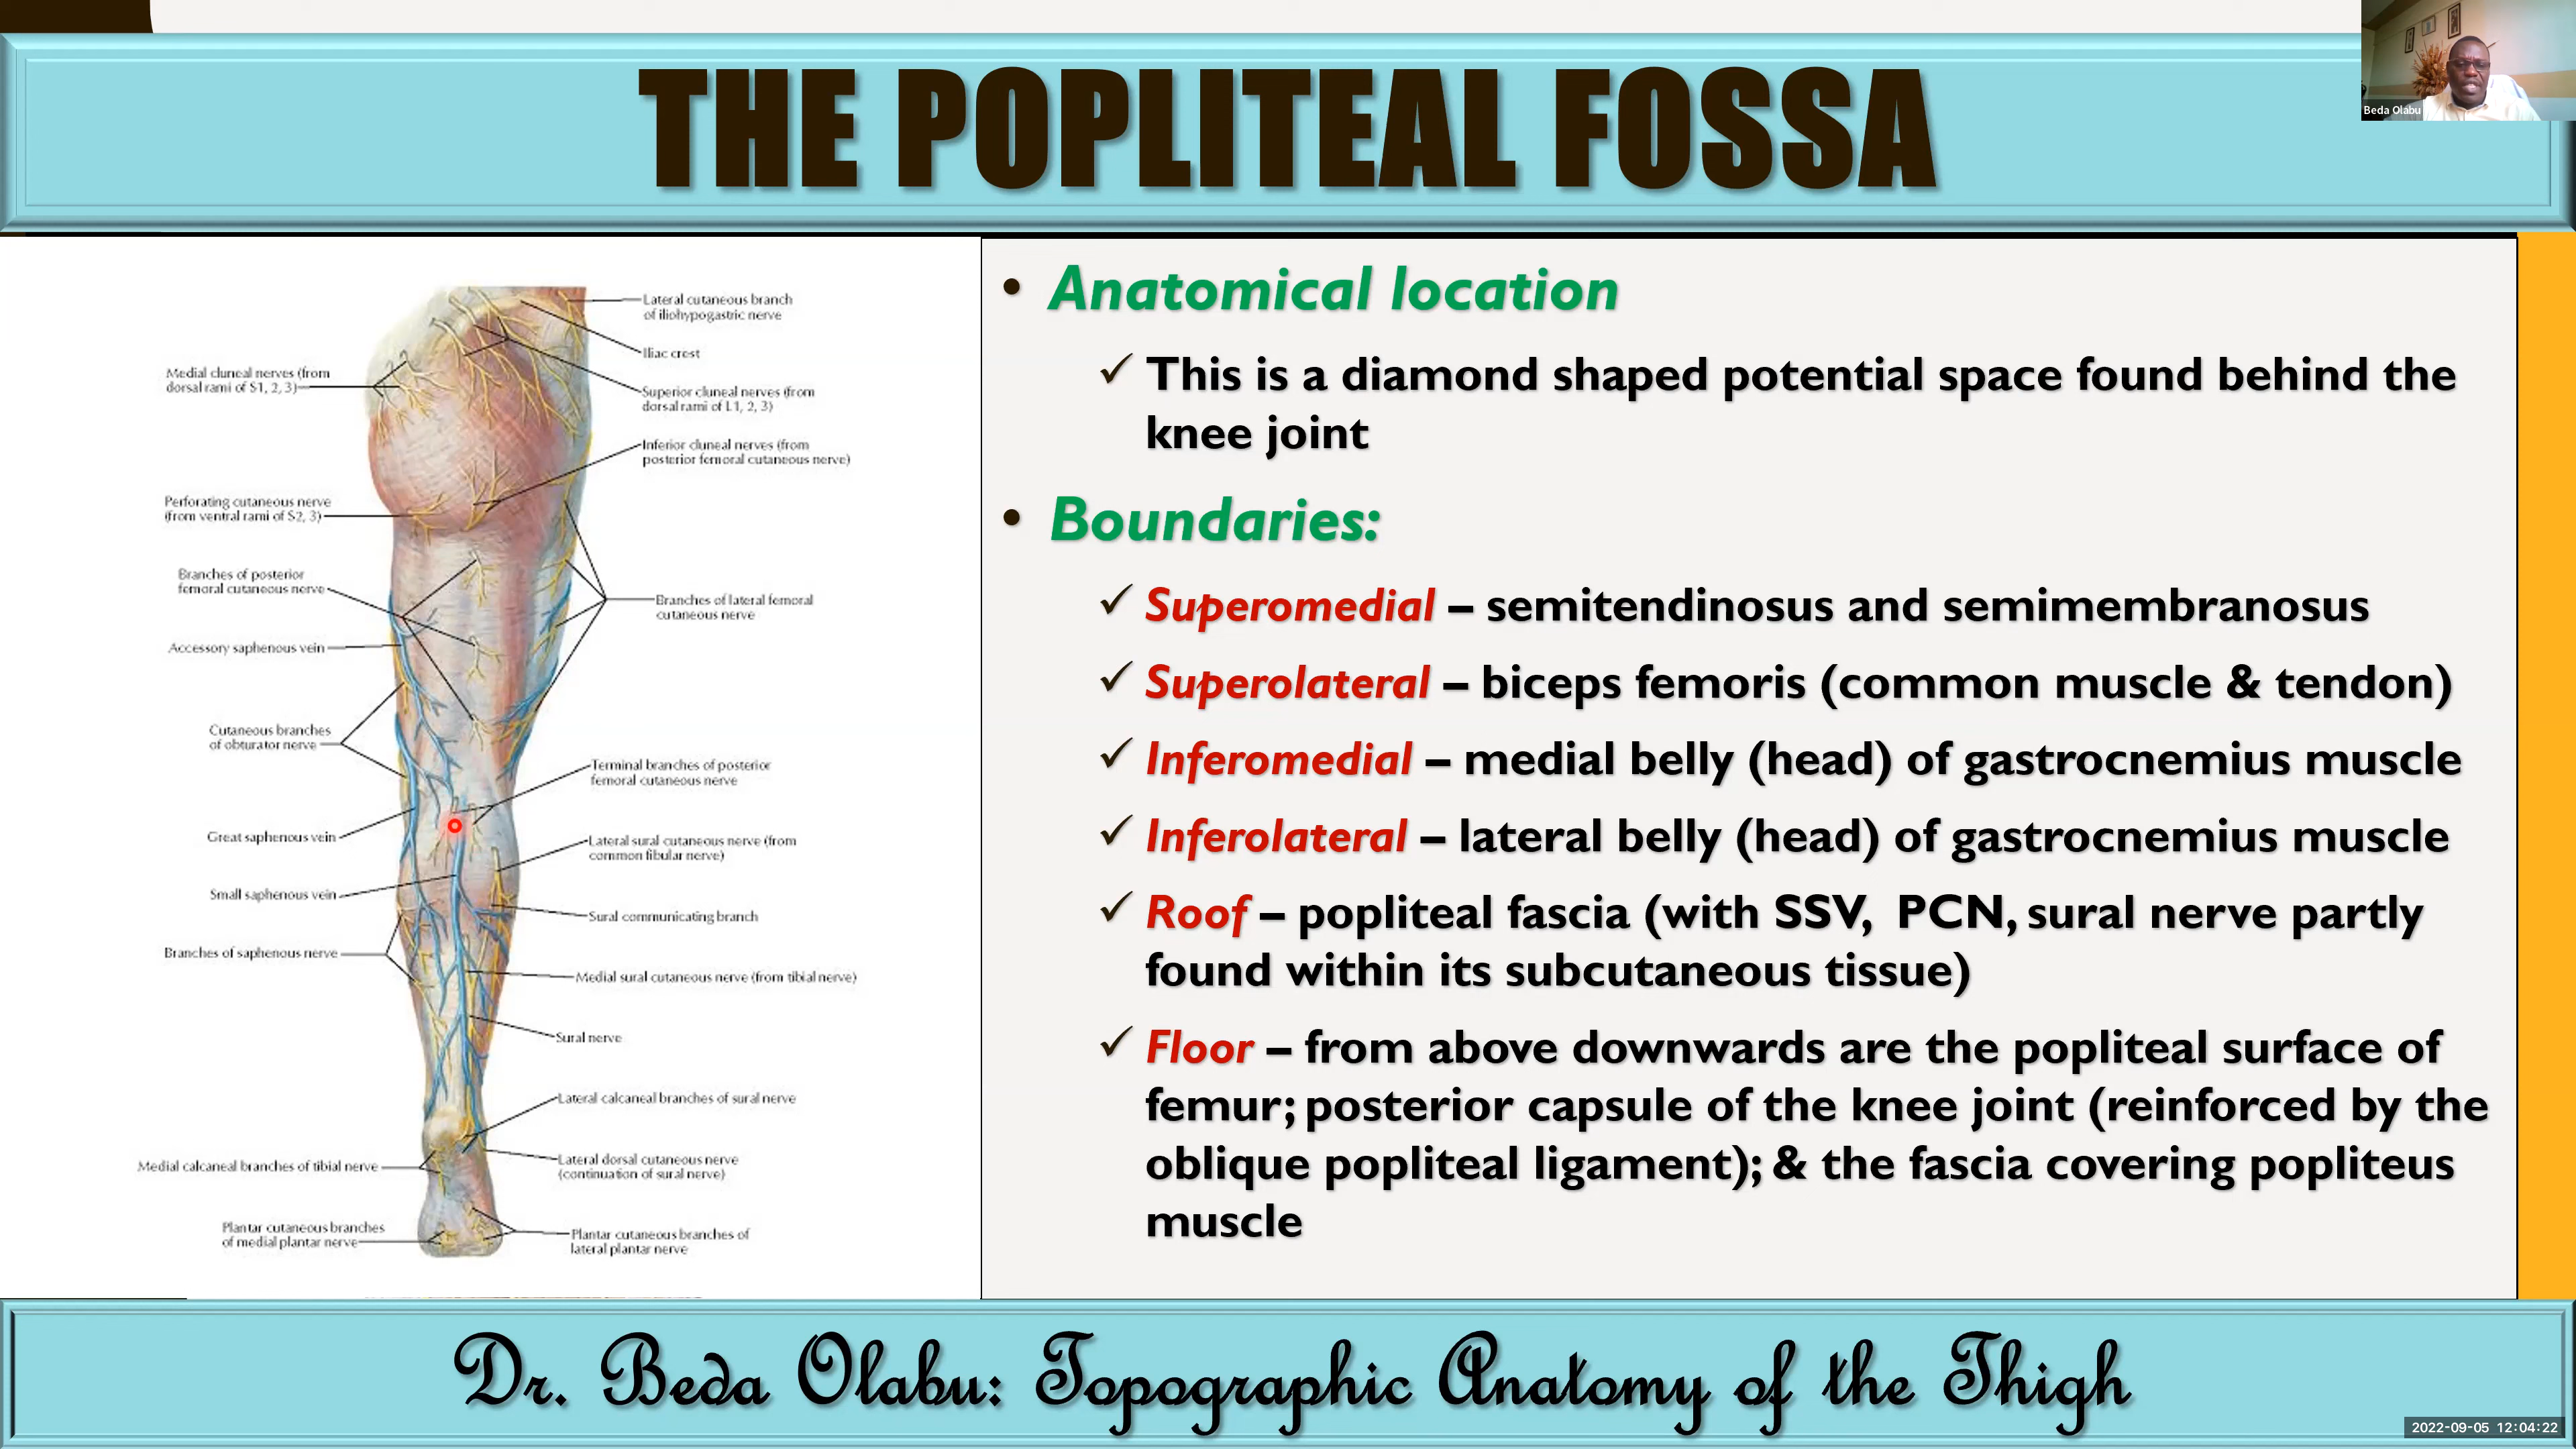 THE POPLITEAL FOSSA
Beda Olabu
Lateral cutaneous branch
of iliohypogastric nerve
Iliac crest
Medial cluneal nerves (from
dorsal rami of S1, 2, 3)
Superior cluneal nerves (from
dorsal rami of L1, 2, 3)
Inferior cluneal nerves (from
posterior femoral cutaneous nerve)
Perforating cutaneous nerve
(from ventral rami of S2, 3)
Branches of posterior
femoral cutaneous nerve
Branches of lateral femoral
cutaneous nerve
Accessory saphenous vein
Cutaneous branches
of obturator nerve
Terminal branches of posterior
femoral cutaneous nerve
Great saphenous vein
Lateral sural cutaneous nerve (from
common fibular nerve)
Small saphenous vein
Sural communicating branch
Branches of saphenous nerve
Medial sural cutaneous nerve (from tibial nerve)
Sural nerve
Lateral calcaneal branches of sural nerve
Medial calcaneal branches of tibial nerve
Lateral dorsal cutaneous nerve
(continuation of sural nerve)
Plantar cutaneous branches
of medial plantar nerve
Plantar cutaneous branches of
lateral plantar nerve
• Anatomical location
✓ This is a diamond shaped potential space found behind the
knee joint
• Boundaries:
✓ Superomedial – semitendinosus and semimembranosus
✓ Superolateral – biceps femoris (common muscle & tendon)
✓ Inferomedial – medial belly (head) of gastrocnemius muscle
✓ Inferolateral – lateral belly (head) of gastrocnemius muscle
✓ Roof – popliteal fascia (with SSV, PCN, sural nerve partly
found within its subcutaneous tissue)
✓ Floor – from above downwards are the popliteal surface of
femur; posterior capsule of the knee joint (reinforced by the
oblique popliteal ligament); & the fascia covering popliteus
muscle
Dr. Beda Olabu: Topographic Anatomy of the Thigh
2022-09-05 12:04:22